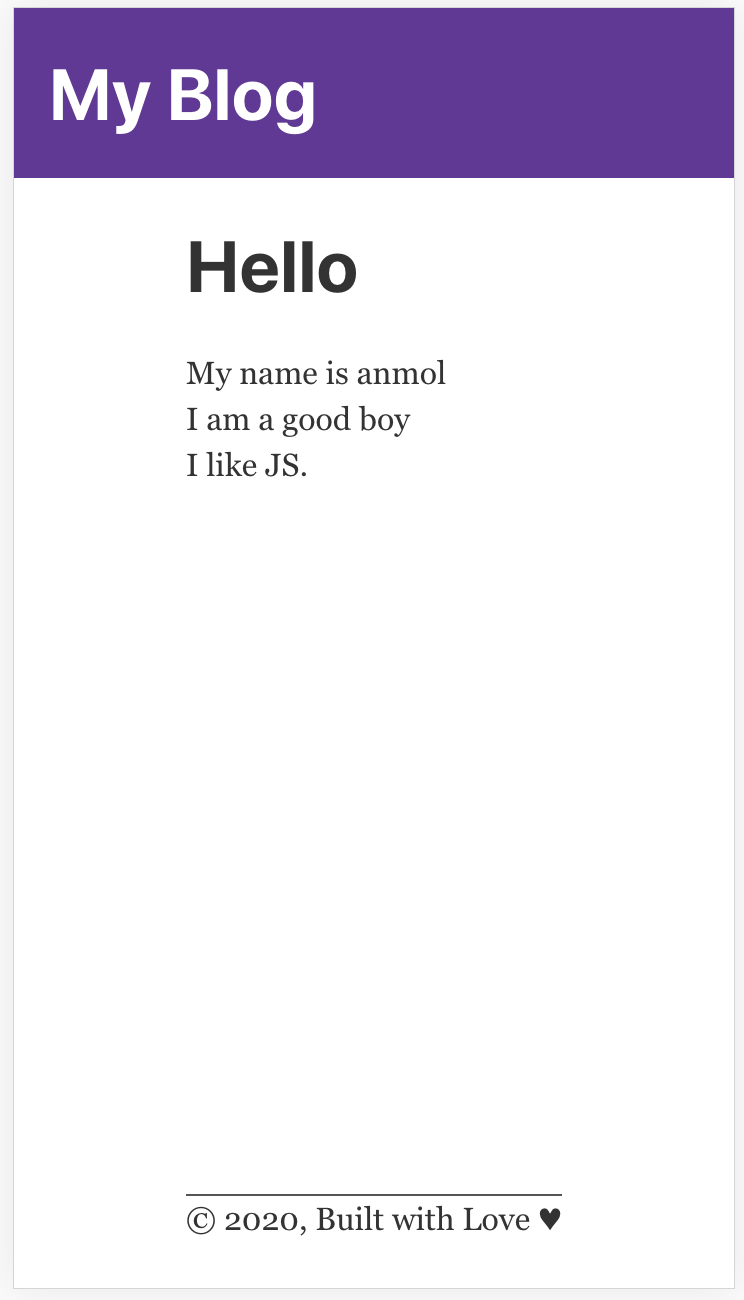 My Blog
Hello
My name is anmol
I am a good boy
I like JS.
© 2020, Built with Love ♥